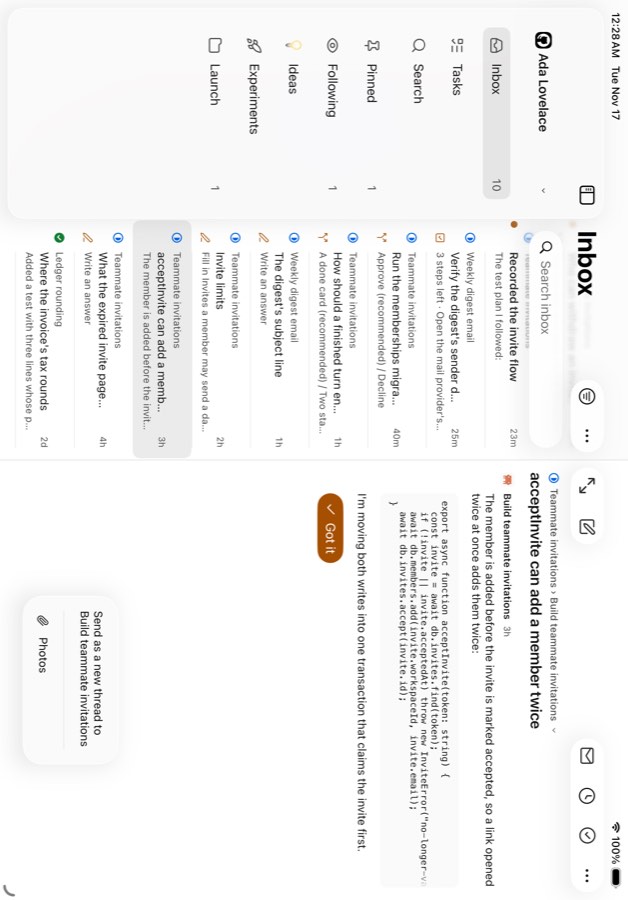 12:28 AM Tue Nov 17
100%
Ada Lovelace
Inbox 10
Tasks
Search
Pinned 1
Following 1
Ideas
Experiments
Launch 1
Inbox
Search inbox
Teammate invitations
Recorded the invite flow 23m
The test plan I followed:
Weekly digest email
Verify the digest's sender d... 25m
3 steps left · Open the mail provider's...
Teammate invitations
Run the memberships migra... 40m
Approve (recommended) / Decline
Teammate invitations
How should a finished turn en... 1h
A done card (recommended) / Two sta...
Weekly digest email
The digest's subject line 1h
Write an answer
Teammate invitations
Invite limits 2h
Fill in Invites a member may send a da...
Teammate invitations
acceptInvite can add a memb... 3h
The member is added before the invit...
Teammate invitations
What the expired invite page... 4h
Write an answer
Ledger rounding
Where the invoice's tax rounds 2d
Added a test with three lines whose p...
Teammate invitations › Build teammate invitations
acceptInvite can add a member twice
Build teammate invitations 3h
The member is added before the invite is marked accepted, so a link opened
twice at once adds them twice:
export async function acceptInvite(token: string) {
const invite = await db.invites.find(token);
if (!invite || invite.acceptedAt) throw new InviteError("no-longer-v
await db.members.add(invite.workspaceId, invite.email);
await db.invites.accept(invite.id);
}
I'm moving both writes into one transaction that claims the invite first.
Got it
Send as a new thread to
Build teammate invitations
Photos